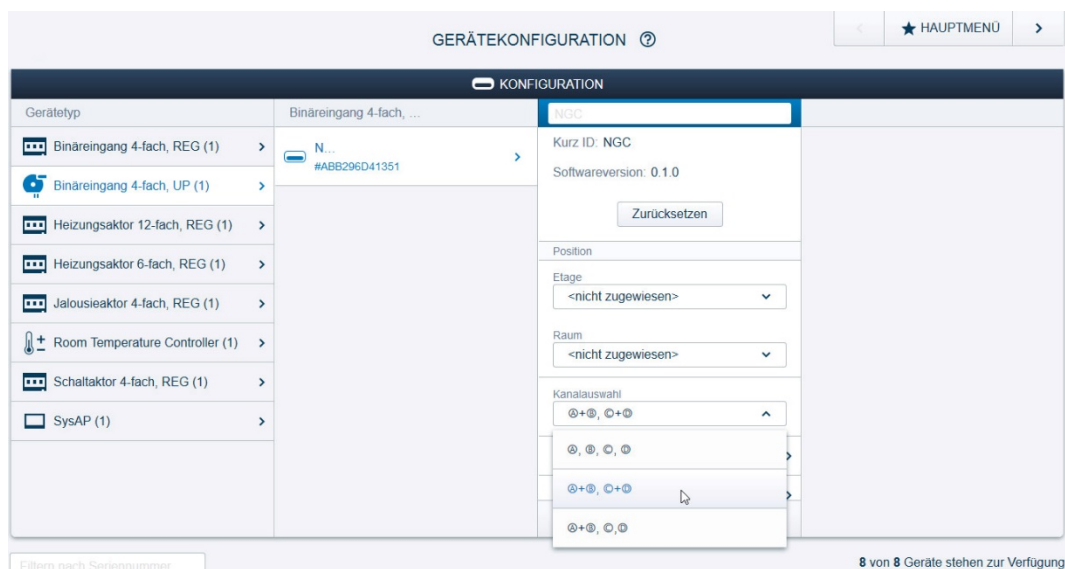 GERÄTEKONFIGURATION ?
HAUPTMENÜ
KONFIGURATION
Gerätetyp
Binäreingang 4-fach, REG (1)
Binäreingang 4-fach, UP (1)
Heizungsaktor 12-fach, REG (1)
Heizungsaktor 6-fach, REG (1)
Jalousieaktor 4-fach, REG (1)
Room Temperature Controller (1)
Schaltaktor 4-fach, REG (1)
SysAP (1)
Binäreingang 4-fach, ...
N...
#ABB296D41351
NGC
Kurz ID: NGC
Softwareversion: 0.1.0
Zurücksetzen
Position
Etage
<nicht zugewiesen>
Raum
<nicht zugewiesen>
Kanalauswahl
Ⓐ+Ⓑ, Ⓒ+Ⓓ
Ⓐ, Ⓑ, Ⓒ, Ⓓ
Ⓐ+Ⓑ, Ⓒ+Ⓓ
Ⓐ+Ⓑ, Ⓒ,Ⓓ
Filtern nach Seriennummer
8 von 8 Geräte stehen zur Verfügung